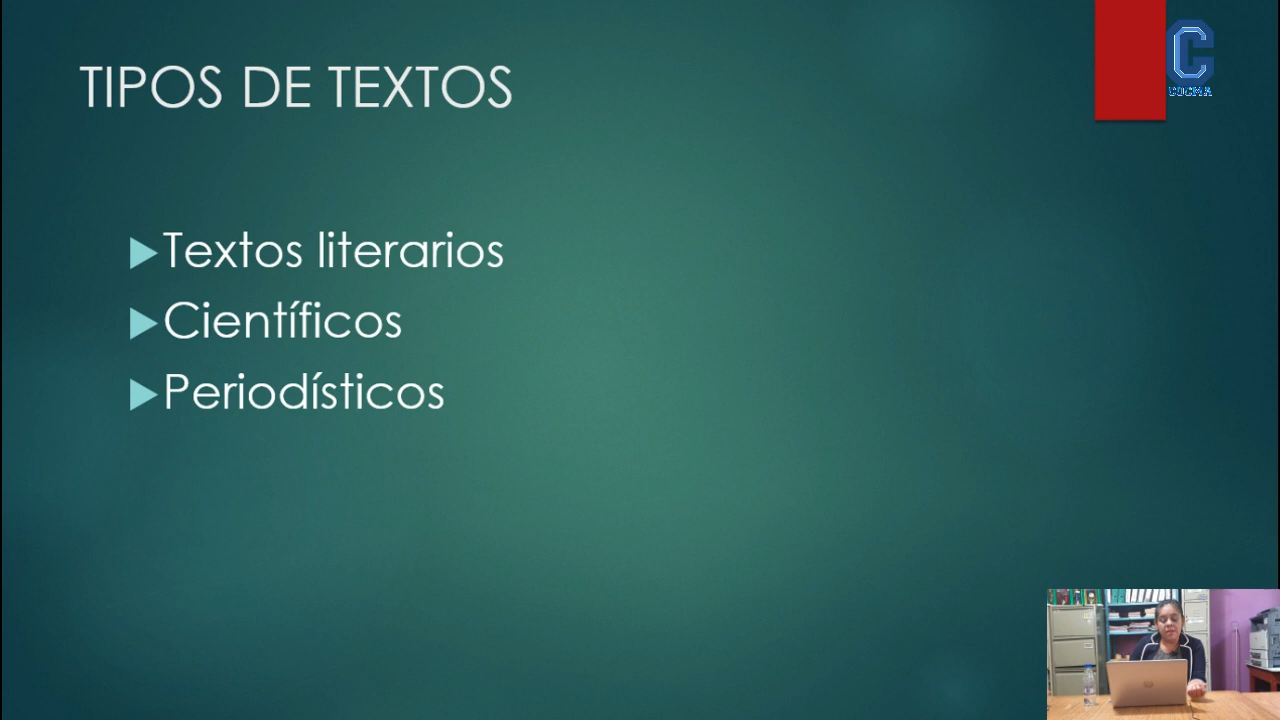 TIPOS DE TEXTOS
Textos literarios
Científicos
Periodísticos